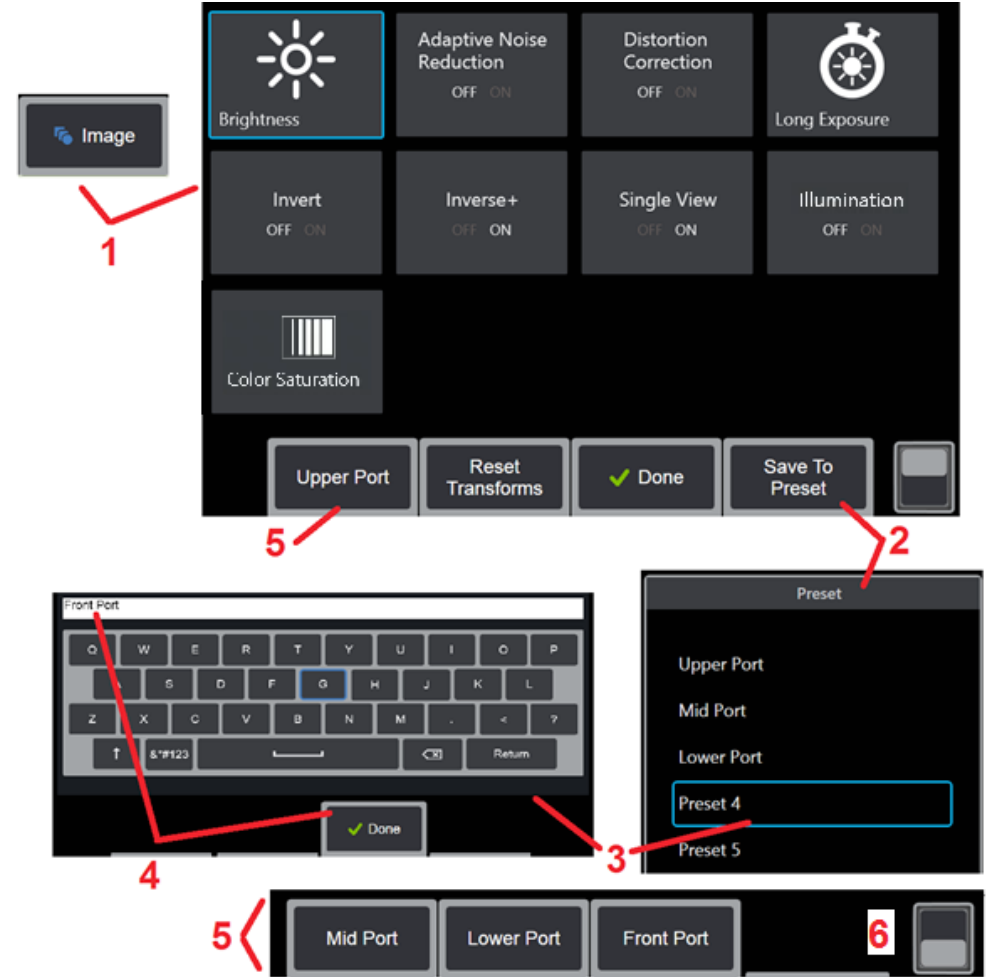 Image
1
Brightness
Adaptive Noise
Reduction
OFF ON
Distortion
Correction
OFF ON
Long Exposure
Invert
OFF ON
Inverse+
OFF ON
Single View
OFF ON
Illumination
OFF ON
Color Saturation
Upper Port
Reset
Transforms
Done
Save To
Preset
5
2
Front Port
Q W E R T Y U I O P
A S D F G H J K L
Z X C V B N M . < ?
&*#123 Return
Done
4
3
Preset
Upper Port
Mid Port
Lower Port
Preset 4
Preset 5
5
Mid Port
Lower Port
Front Port
6